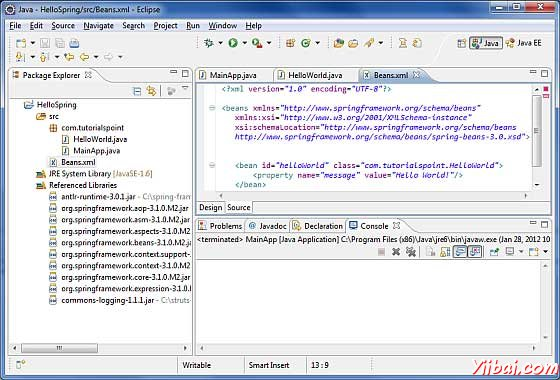 Java - HelloSpring/src/Beans.xml - Eclipse
File Edit Source Navigate Search Project Run Window Help
Java Java EE
Package Explorer
HelloSpring
src
com.tutorialspoint
HelloWorld.java
MainApp.java
Beans.xml
JRE System Library [JavaSE-1.6]
Referenced Libraries
antlr-runtime-3.0.1.jar - C:\spring-fram
org.springframework.aop-3.1.0.M2.jar
org.springframework.asm-3.1.0.M2.jar
org.springframework.aspects-3.1.0.M2
org.springframework.beans-3.1.0.M2.jar
org.springframework.context.support-
org.springframework.context-3.1.0.M2
org.springframework.core-3.1.0.M2.jar
org.springframework.expression-3.1.0.M
commons-logging-1.1.1.jar - C:\struts
MainApp.java HelloWorld.java Beans.xml
<?xml version="1.0" encoding="UTF-8"?>
<beans xmlns="http://www.springframework.org/schema/beans"
xmlns:xsi="http://www.w3.org/2001/XMLSchema-instance"
xsi:schemaLocation="http://www.springframework.org/schema/beans
http://www.springframework.org/schema/beans/spring-beans-3.0.xsd">
<bean id="helloWorld" class="com.tutorialspoint.HelloWorld">
<property name="message" value="Hello World!"/>
</bean>
Design Source
Problems @ Javadoc Declaration Console
<terminated> MainApp [Java Application] C:\Program Files (x86)\Java\jre6\bin\javaw.exe (Jan 28, 2012 10
Writable Smart Insert 13 : 9
Yiibai.com